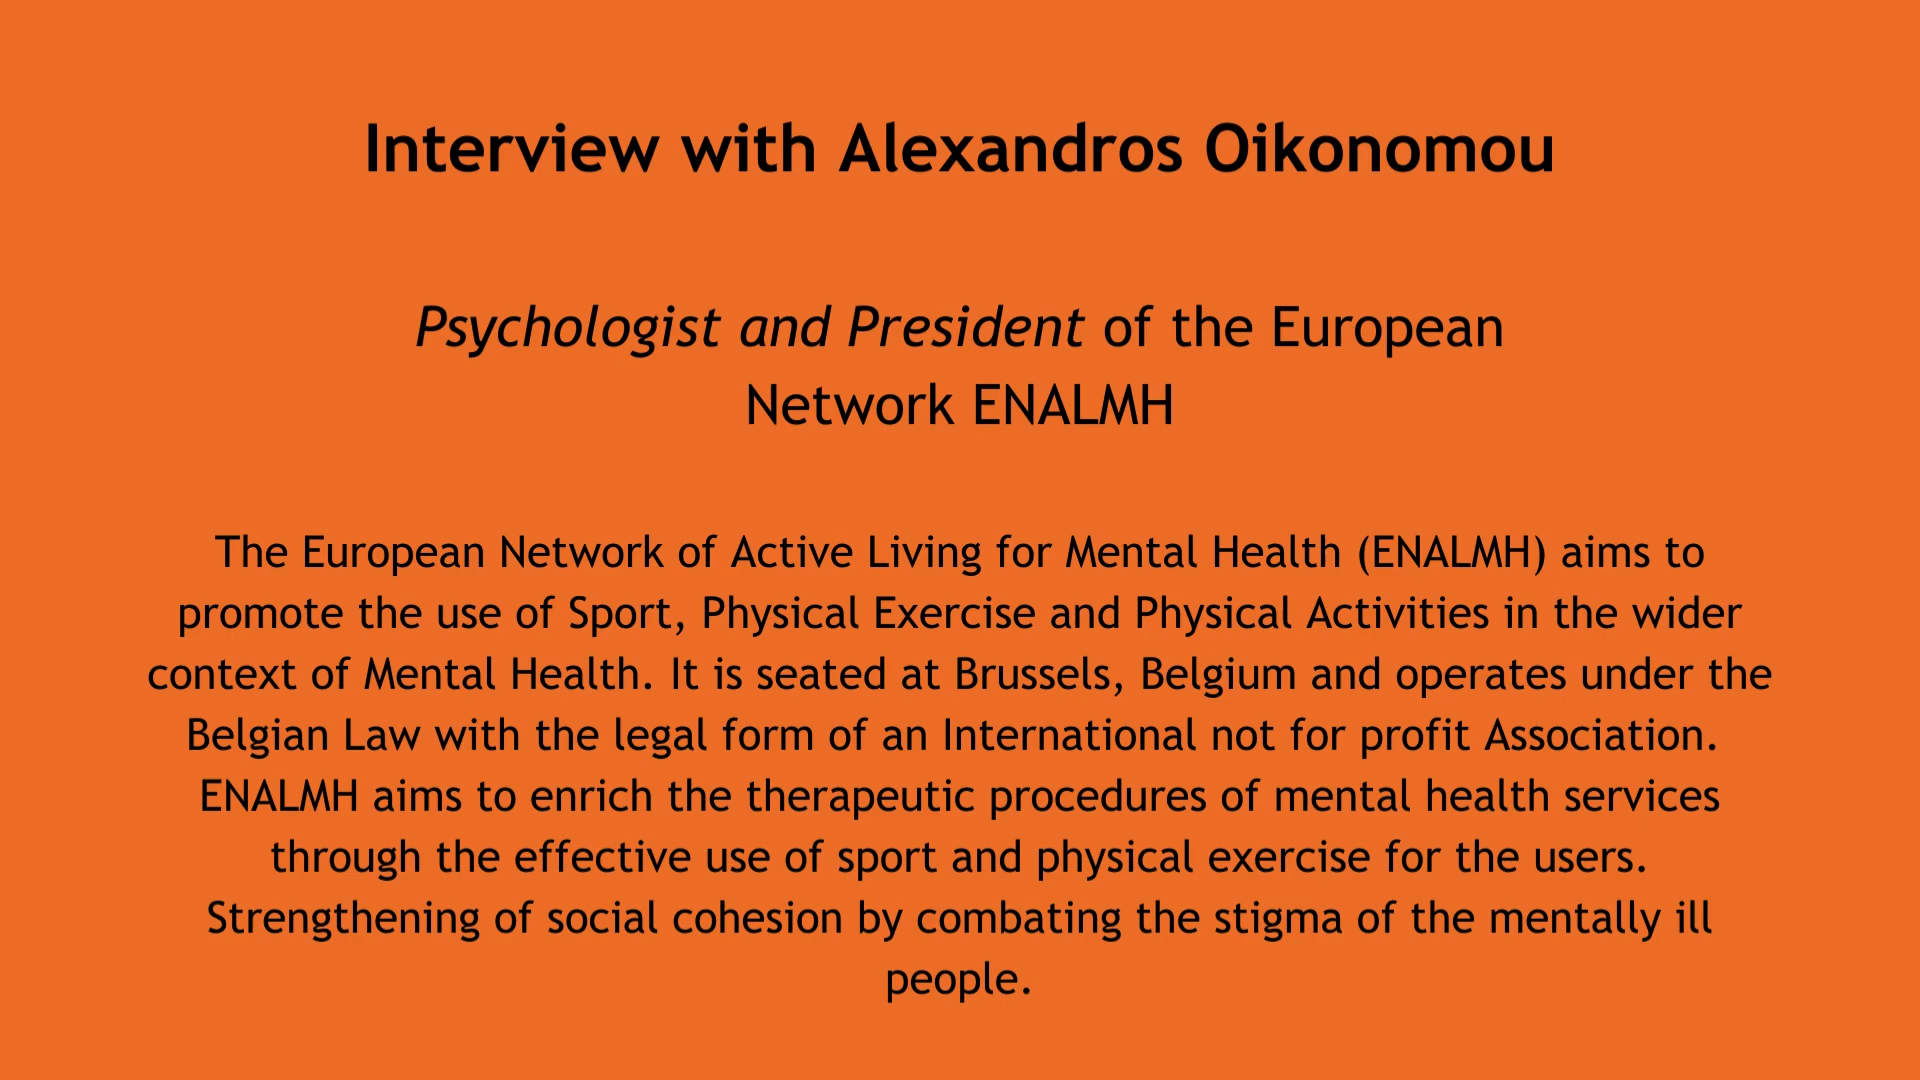 Interview with Alexandros Oikonomou
Psychologist and President of the European
Network ENALMH
The European Network of Active Living for Mental Health (ENALMH) aims to
promote the use of Sport, Physical Exercise and Physical Activities in the wider
context of Mental Health. It is seated at Brussels, Belgium and operates under the
Belgian Law with the legal form of an International not for profit Association.
ENALMH aims to enrich the therapeutic procedures of mental health services
through the effective use of sport and physical exercise for the users.
Strengthening of social cohesion by combating the stigma of the mentally ill
people.